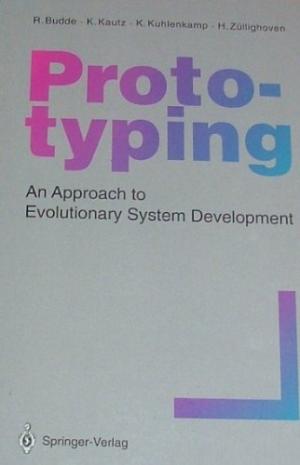 R. Budde · K. Kautz · K. Kuhlenkamp · H. Züllighoven
Proto-
typing
An Approach to
Evolutionary System Development
Springer-Verlag